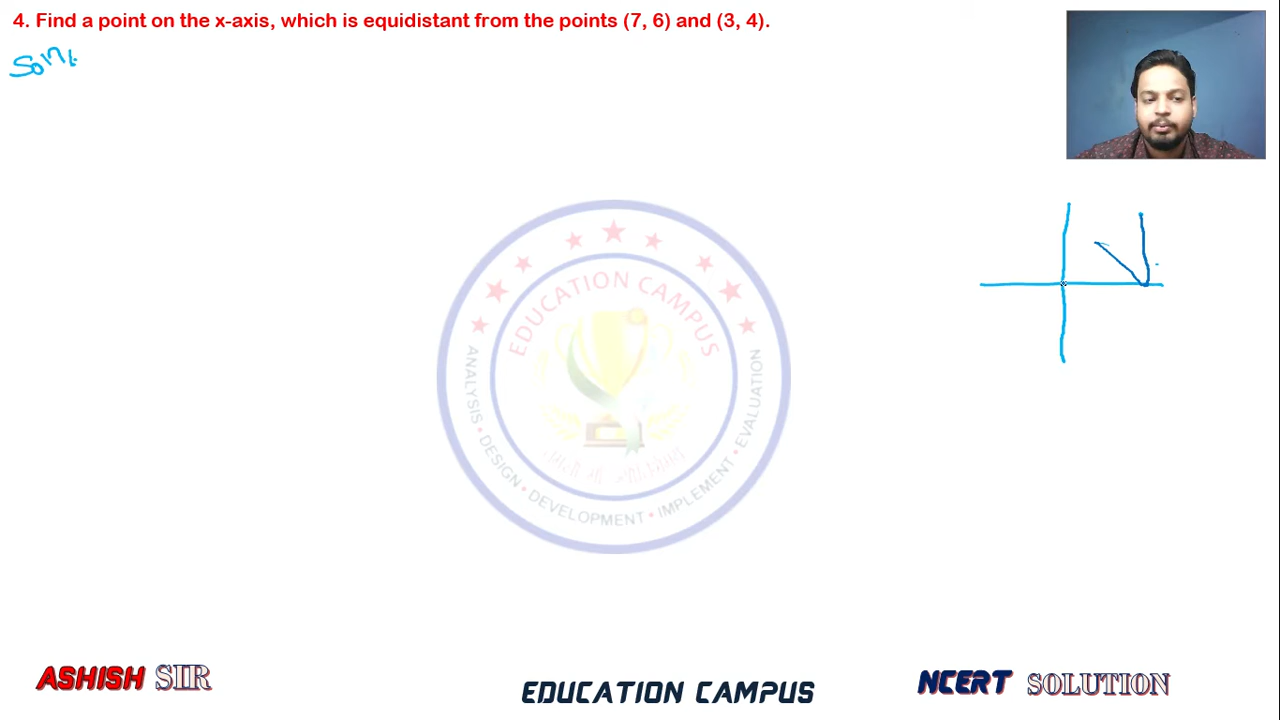 4. Find a point on the x-axis, which is equidistant from the points (7, 6) and (3, 4).
Soln:
EDUCATION CAMPUS
ANALYSIS • DESIGN • DEVELOPMENT • IMPLEMENT • EVALUATION
ASHISH SIR
EDUCATION CAMPUS
NCERT SOLUTION